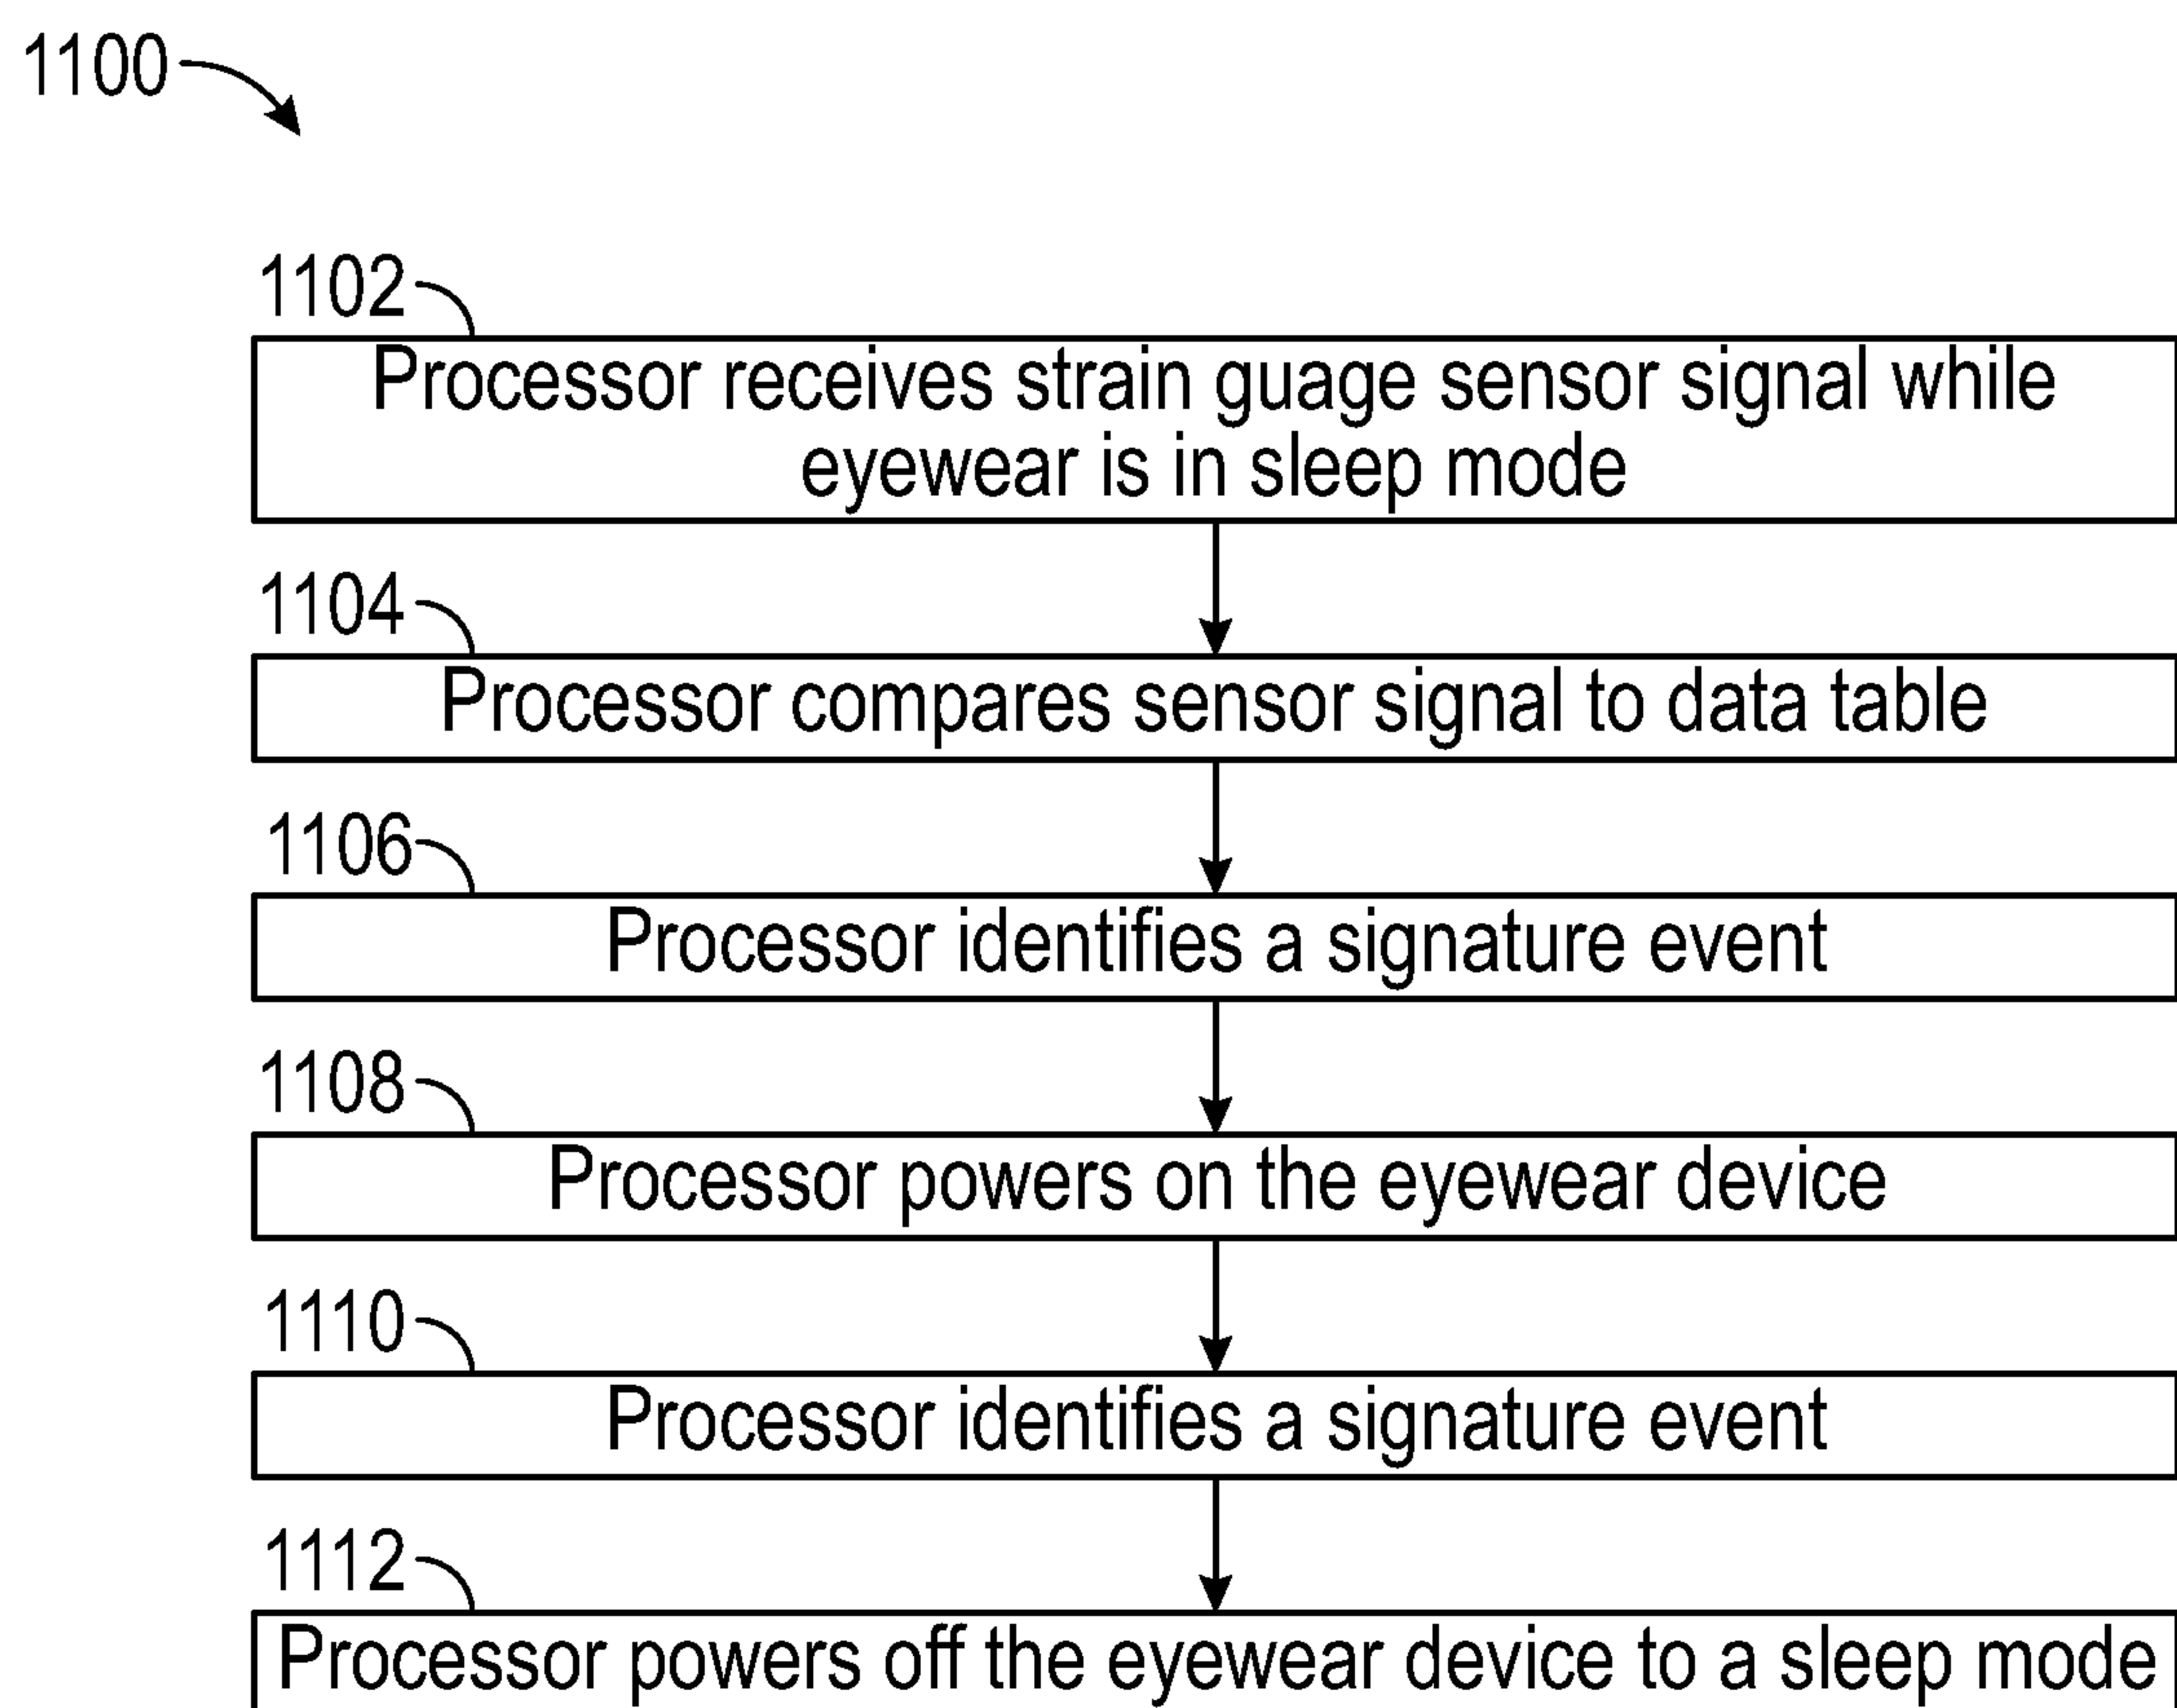 1100
1102
Processor receives strain guage sensor signal while
eyewear is in sleep mode
1104
Processor compares sensor signal to data table
1106
Processor identifies a signature event
1108
Processor powers on the eyewear device
1110
Processor identifies a signature event
1112
Processor powers off the eyewear device to a sleep mode